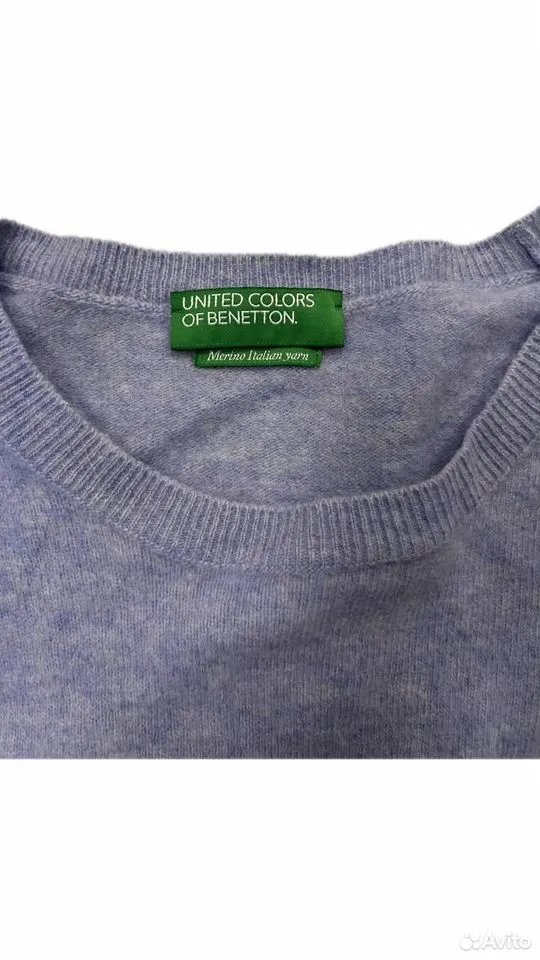 UNITED COLORS
OF BENETTON.
Merino Italian yarn
Avito